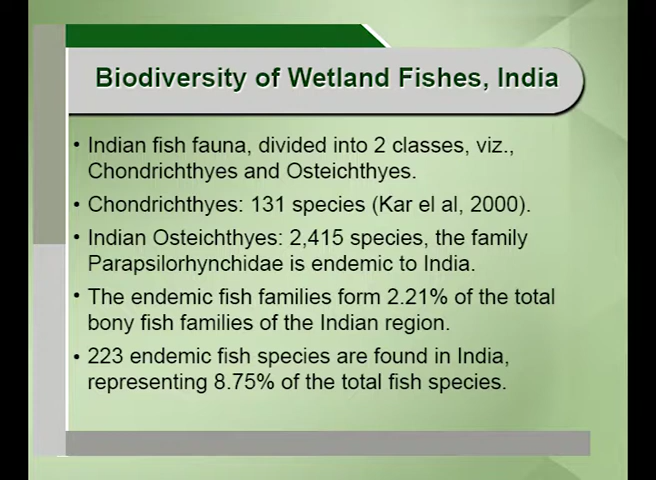 Biodiversity of Wetland Fishes, India
• Indian fish fauna, divided into 2 classes, viz.,
Chondrichthyes and Osteichthyes.
• Chondrichthyes: 131 species (Kar el al, 2000).
• Indian Osteichthyes: 2,415 species, the family
Parapsilorhynchidae is endemic to India.
• The endemic fish families form 2.21% of the total
bony fish families of the Indian region.
• 223 endemic fish species are found in India,
representing 8.75% of the total fish species.